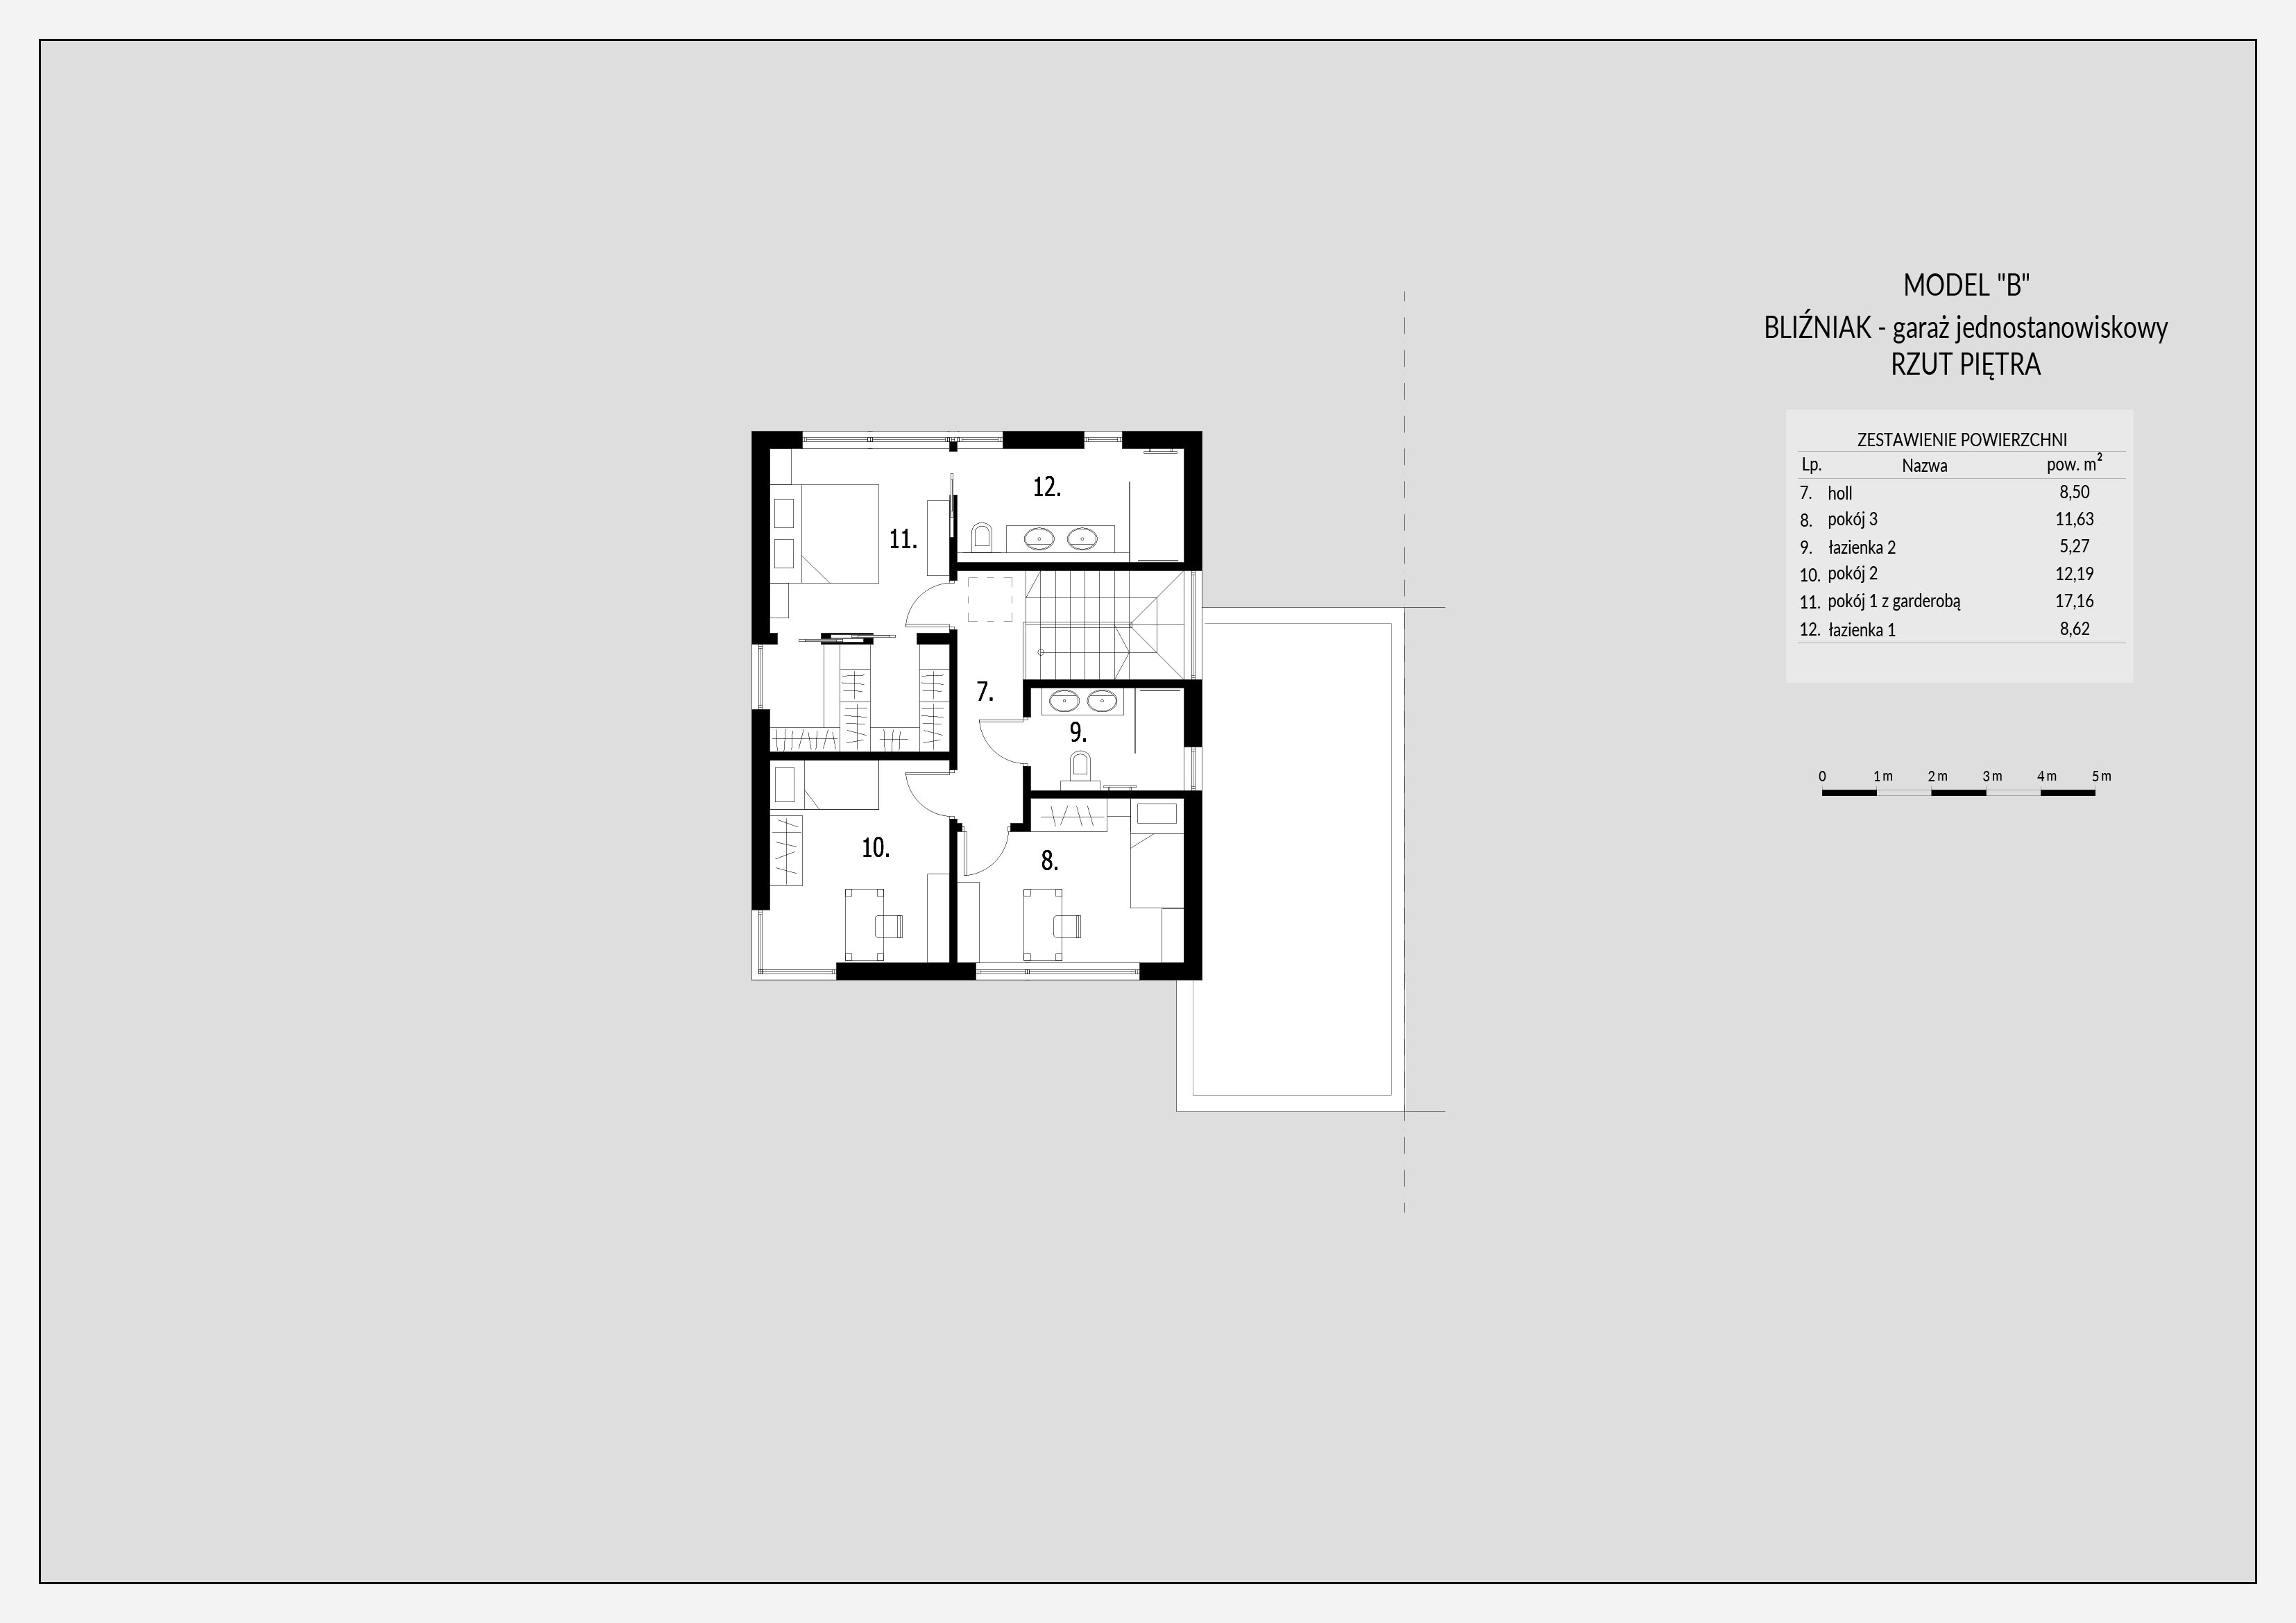 MODEL "B"
BLIŹNIAK - garaż jednostanowiskowy
RZUT PIĘTRA
ZESTAWIENIE POWIERZCHNI
Lp. Nazwa pow. m²
7. holl 8,50
8. pokój 3 11,63
9. łazienka 2 5,27
10. pokój 2 12,19
11. pokój 1 z garderobą 17,16
12. łazienka 1 8,62
0 1 m 2 m 3 m 4 m 5 m
12.
11.
7.
9.
10.
8.